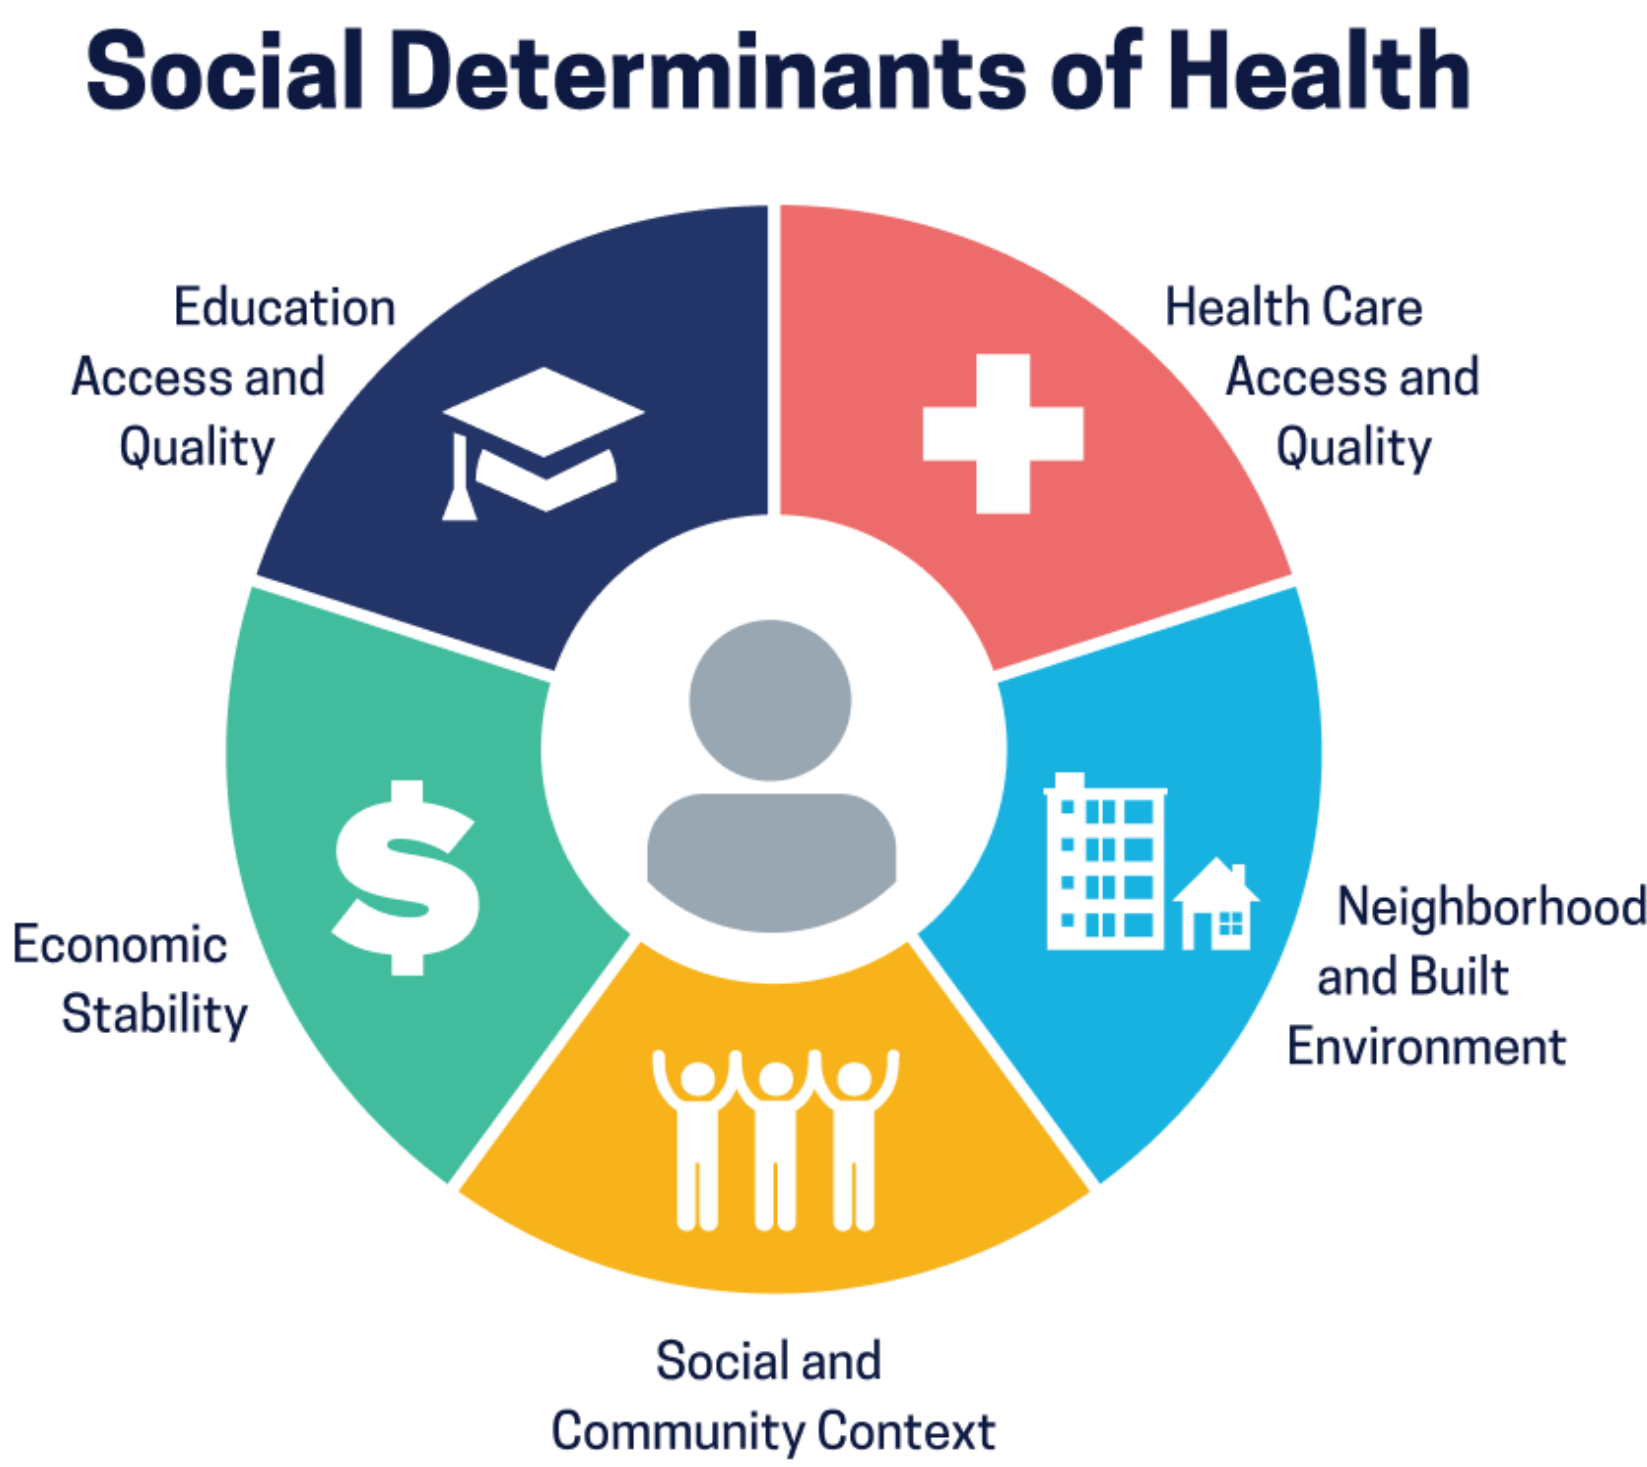 Social Determinants of Health
Education
Access and
Quality
Health Care
Access and
Quality
Economic
Stability
Neighborhood
and Built
Environment
Social and
Community Context